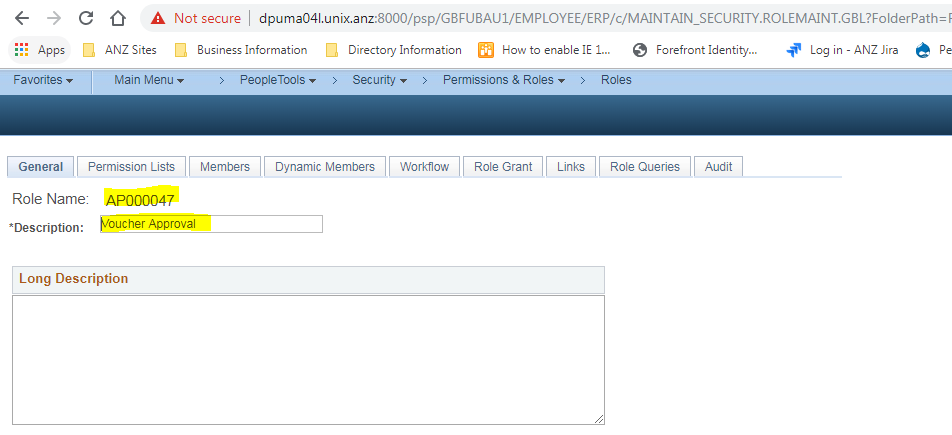 Not secure | dpuma04l.unix.anz:8000/psp/GBFUBAU1/EMPLOYEE/ERP/c/MAINTAIN_SECURITY.ROLEMAINT.GBL?FolderPath=
Apps ANZ Sites Business Information Directory Information How to enable IE 1... Forefront Identity... Log in - ANZ Jira Pe
Favorites Main Menu > PeopleTools > Security > Permissions & Roles > Roles
General Permission Lists Members Dynamic Members Workflow Role Grant Links Role Queries Audit
Role Name: AP000047
*Description: Voucher Approval
Long Description